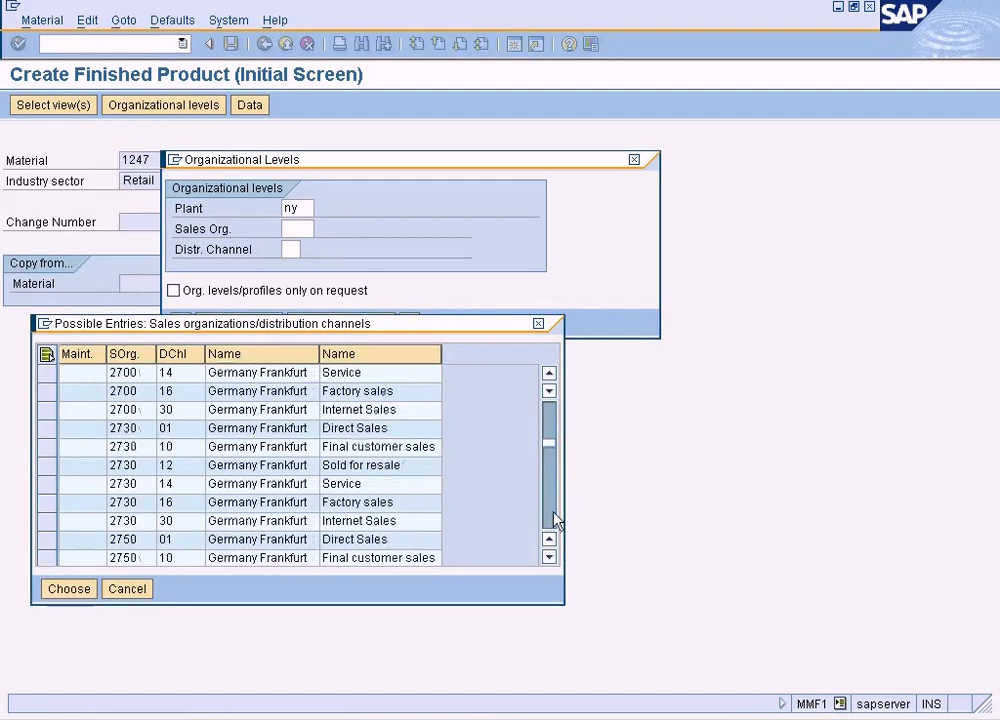 Material Edit Goto Defaults System Help
SAP
Create Finished Product (Initial Screen)
Select view(s) Organizational levels Data
Material 1247
Industry sector Retail
Change Number
Copy from...
Material
Organizational Levels
Organizational levels
Plant ny
Sales Org.
Distr. Channel
Org. levels/profiles only on request
Possible Entries: Sales organizations/distribution channels
Maint. SOrg. DChl Name Name
2700 14 Germany Frankfurt Service
2700 16 Germany Frankfurt Factory sales
2700 30 Germany Frankfurt Internet Sales
2730 01 Germany Frankfurt Direct Sales
2730 10 Germany Frankfurt Final customer sales
2730 12 Germany Frankfurt Sold for resale
2730 14 Germany Frankfurt Service
2730 16 Germany Frankfurt Factory sales
2730 30 Germany Frankfurt Internet Sales
2750 01 Germany Frankfurt Direct Sales
2750 10 Germany Frankfurt Final customer sales
Choose Cancel
MMF1 sapserver INS